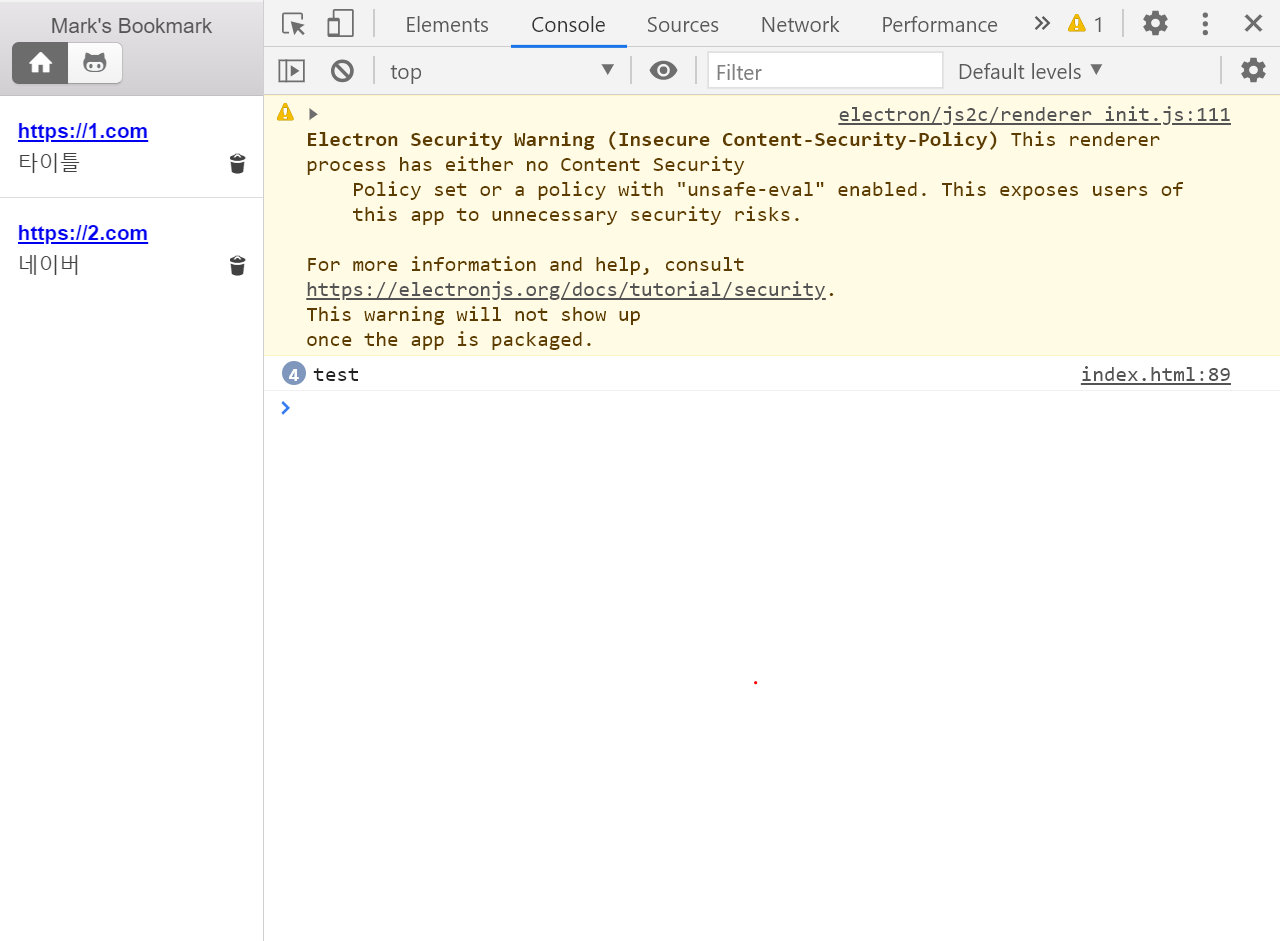 Mark's Bookmark
https://1.com
타이틀
https://2.com
네이버
Elements Console Sources Network Performance 1
top Filter Default levels
electron/js2c/renderer_init.js:111
Electron Security Warning (Insecure Content-Security-Policy) This renderer
process has either no Content Security
Policy set or a policy with "unsafe-eval" enabled. This exposes users of
this app to unnecessary security risks.
For more information and help, consult
https://electronjs.org/docs/tutorial/security.
This warning will not show up
once the app is packaged.
4 test index.html:89